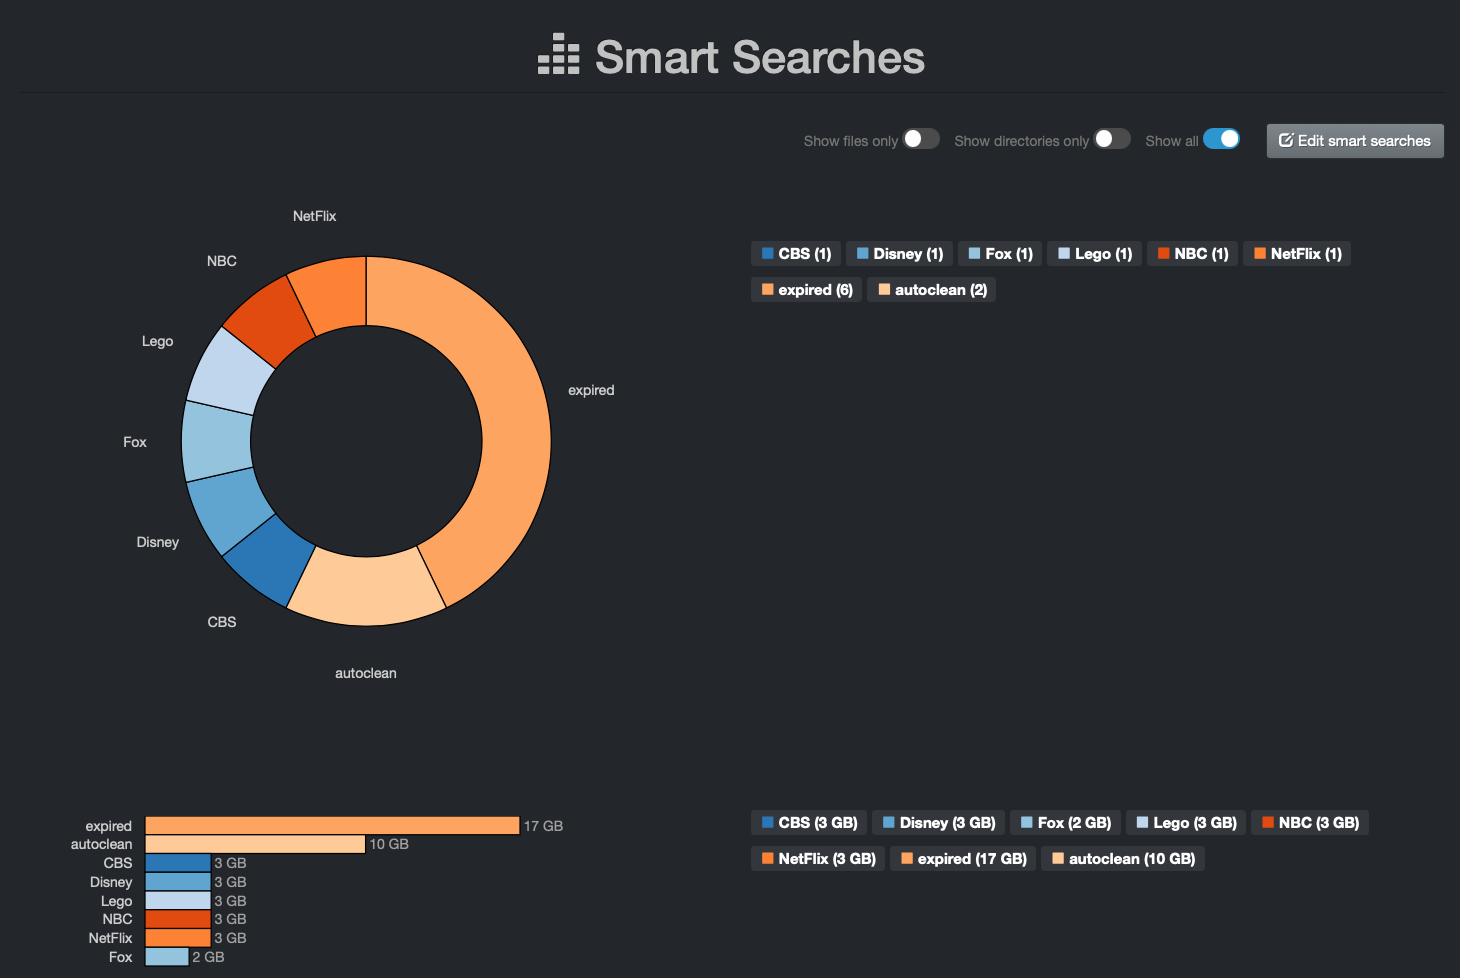 Smart Searches
Show files only Show directories only Show all Edit smart searches
NetFlix
NBC
Lego
Fox
Disney
CBS
autoclean
expired
CBS (1) Disney (1) Fox (1) Lego (1) NBC (1) NetFlix (1)
expired (6) autoclean (2)
expired 17 GB
autoclean 10 GB
CBS 3 GB
Disney 3 GB
Lego 3 GB
NBC 3 GB
NetFlix 3 GB
Fox 2 GB
CBS (3 GB) Disney (3 GB) Fox (2 GB) Lego (3 GB) NBC (3 GB)
NetFlix (3 GB) expired (17 GB) autoclean (10 GB)